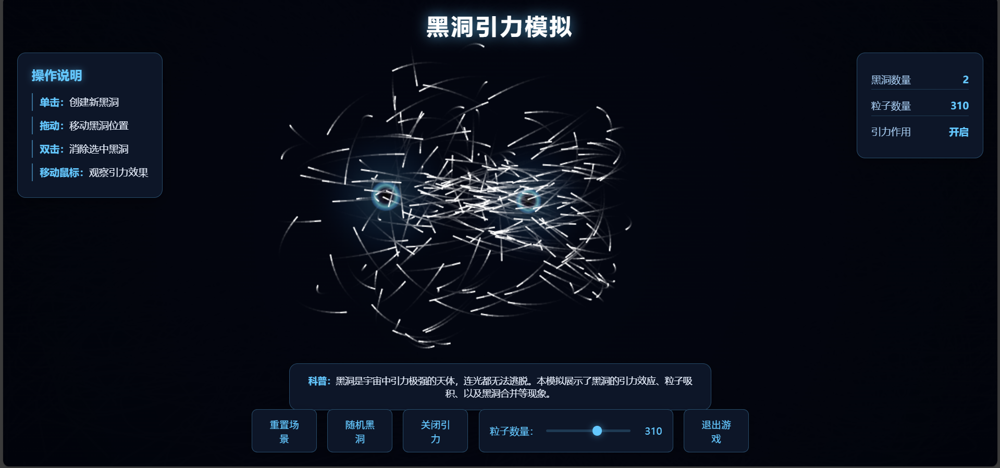 黑洞引力模拟
操作说明
单击：创建新黑洞
拖动：移动黑洞位置
双击：消除选中黑洞
移动鼠标：观察引力效果
黑洞数量 2
粒子数量 310
引力作用 开启
科普：黑洞是宇宙中引力极强的天体，连光都无法逃脱。本模拟展示了黑洞的引力效应、粒子吸
积、以及黑洞合并等现象。
重置场
景
随机黑
洞
关闭引
力
粒子数量： 310
退出游
戏